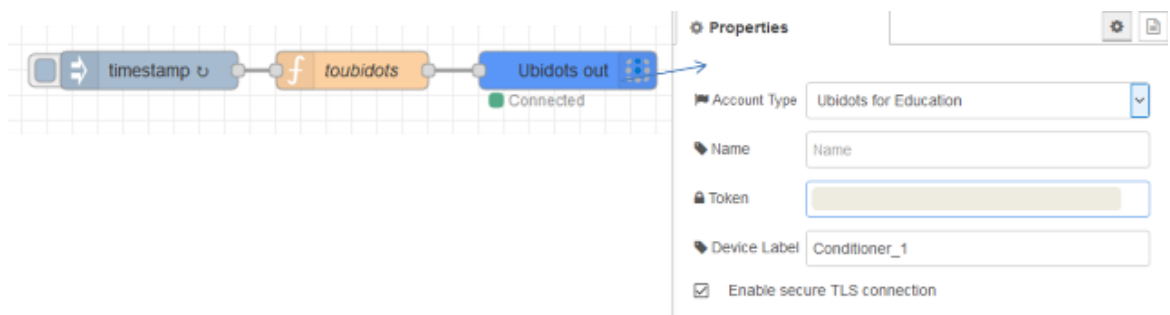 timestamp ↻
f
toubidots
Ubidots out
Connected
Properties
Account Type
Ubidots for Education
Name
Name
Token
Device Label
Conditioner_1
Enable secure TLS connection